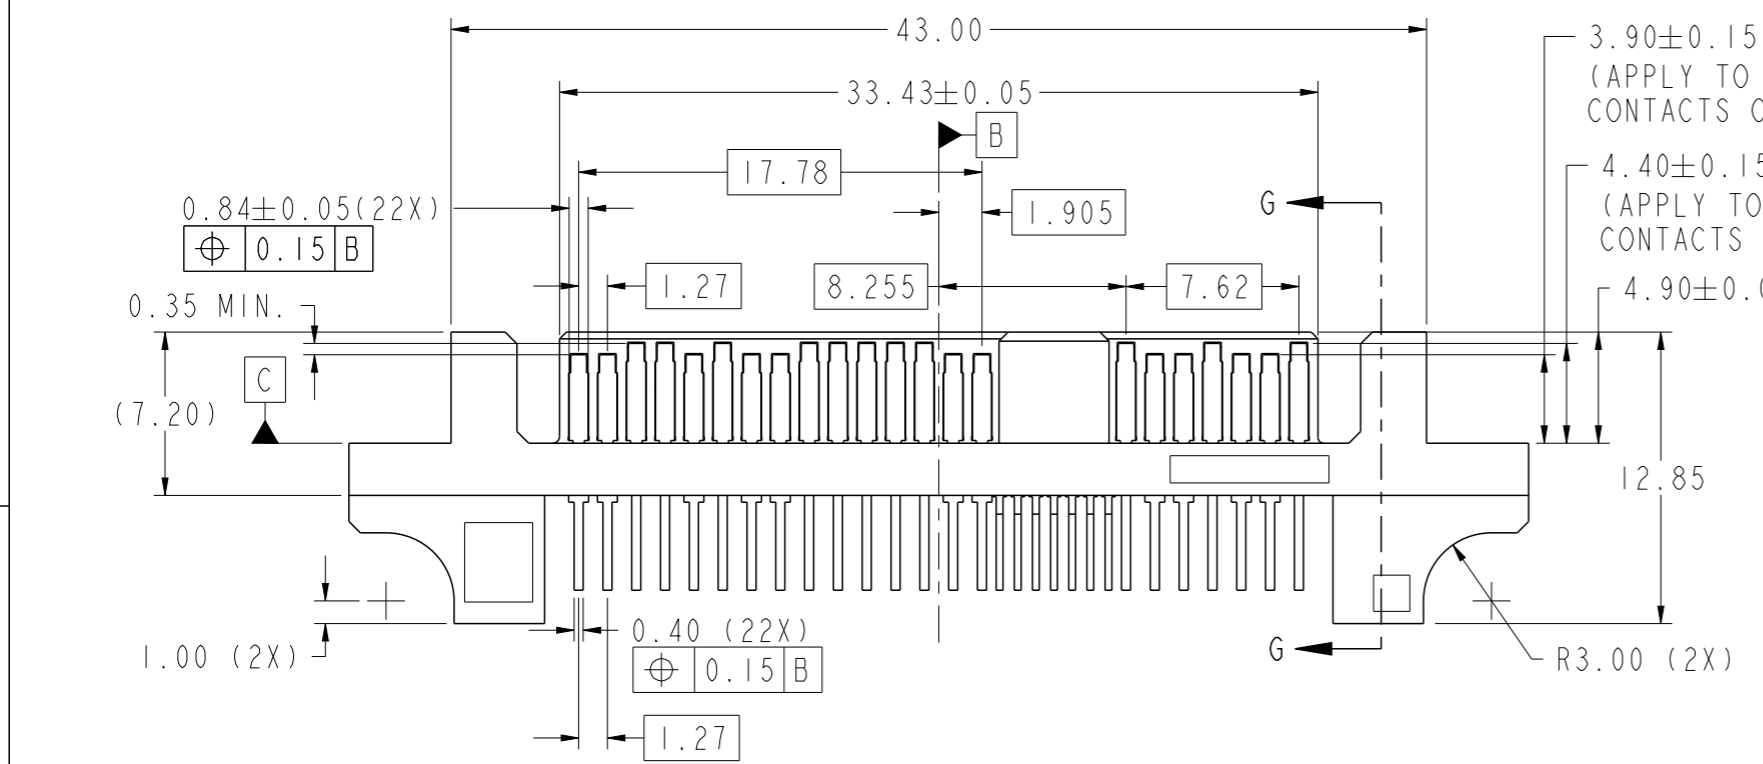 43.00
3.90±0.15
(APPLY TO
CONTACTS
33.43±0.05
B
17.78
4.40±0.15
(APPLY TO
CONTACTS
0.84±0.05(22X)
1.905
G
⌖ 0.15 B
1.27
8.255
7.62
4.90±0.
0.35 MIN.
C
(7.20)
12.85
0.40 (22X)
1.00 (2X)
⌖ 0.15 B
G
R3.00 (2X)
1.27